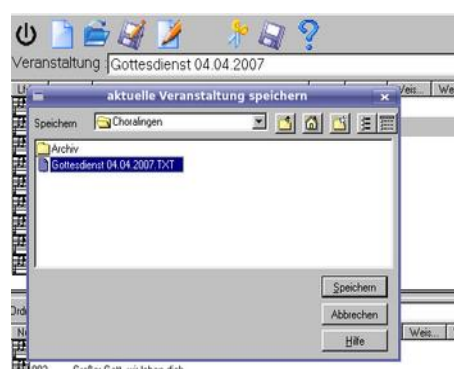 Veranstaltung : Gottesdienst 04.04.2007
Weis...
aktuelle Veranstaltung speichern
Speichern Choralingen
Archiv
Gottesdienst 04.04.2007.TXT
Speichern
Abbrechen
Hilfe
Weis...
Großer Gott, wir loben dich